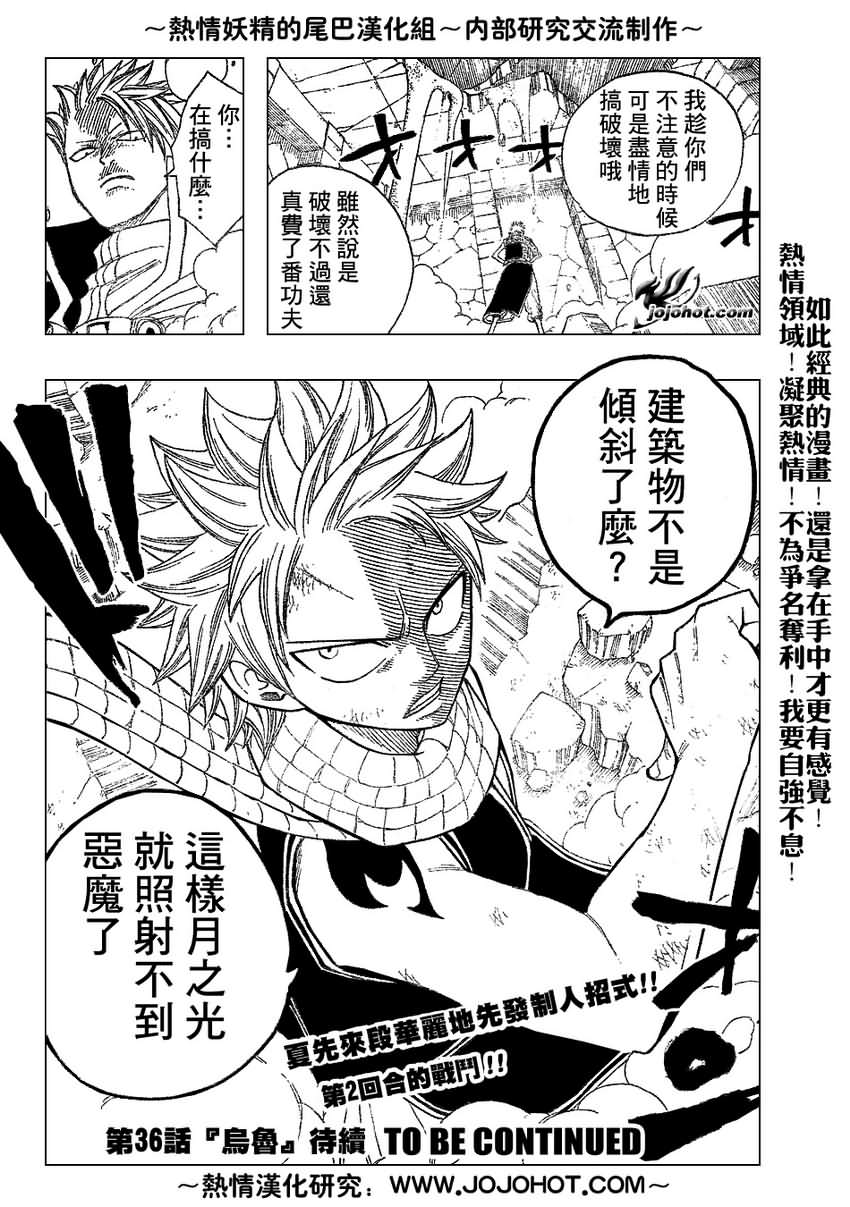 ~熱情妖精的尾巴漢化組~内部研究交流制作~
我趁你們
不注意的時候
可是盡情地
搞破壞哦
雖然說是
破壞不過還
真費了番功夫
jojohot.com
你…
在搞什麼…
建築物不是
傾斜了麼？
這樣月之光
就照射不到
惡魔了
夏先來段華麗地先發制人招式!!
第2回合的戰鬥!!
第36話『烏魯』待續 TO BE CONTINUED
如此經典的漫畫！還是拿在手中才更有感覺！
熱情領域！凝聚熱情！不為爭名奪利！我要自強不息！
~熱情漢化研究：WWW.JOJOHOT.COM~